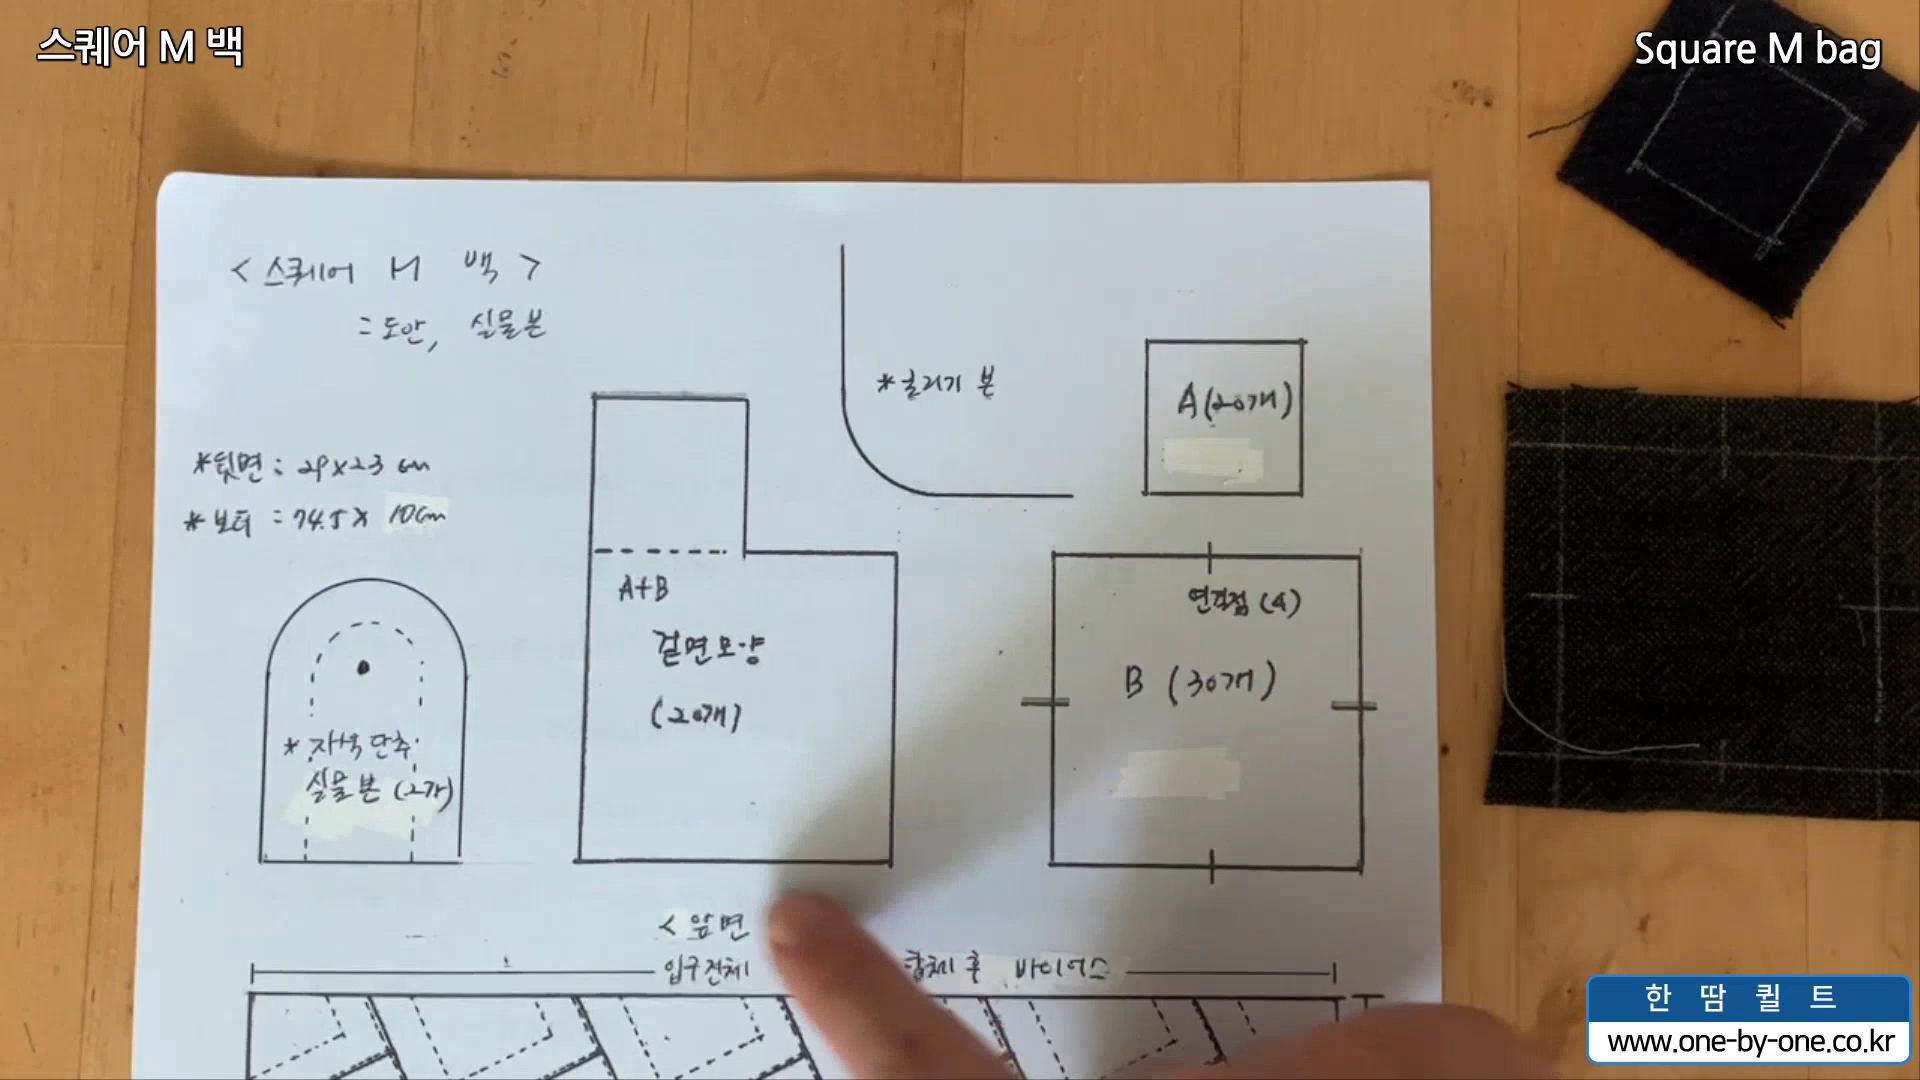 스퀘어 M 백
Square M bag
< 스퀘어 M 백 >
= 도안, 실물본
* 뒷면 : 29 x 23 cm
* 보터 : 74.5 x 10cm
* 굴리기 본
A (20개)
A+B
겉면모양
(20개)
연결점 (4)
B (30개)
* 자석단추
실물본 (2개)
< 앞면
입구전체
합체 후 바이어스
한 땀 퀼 트
www.one-by-one.co.kr